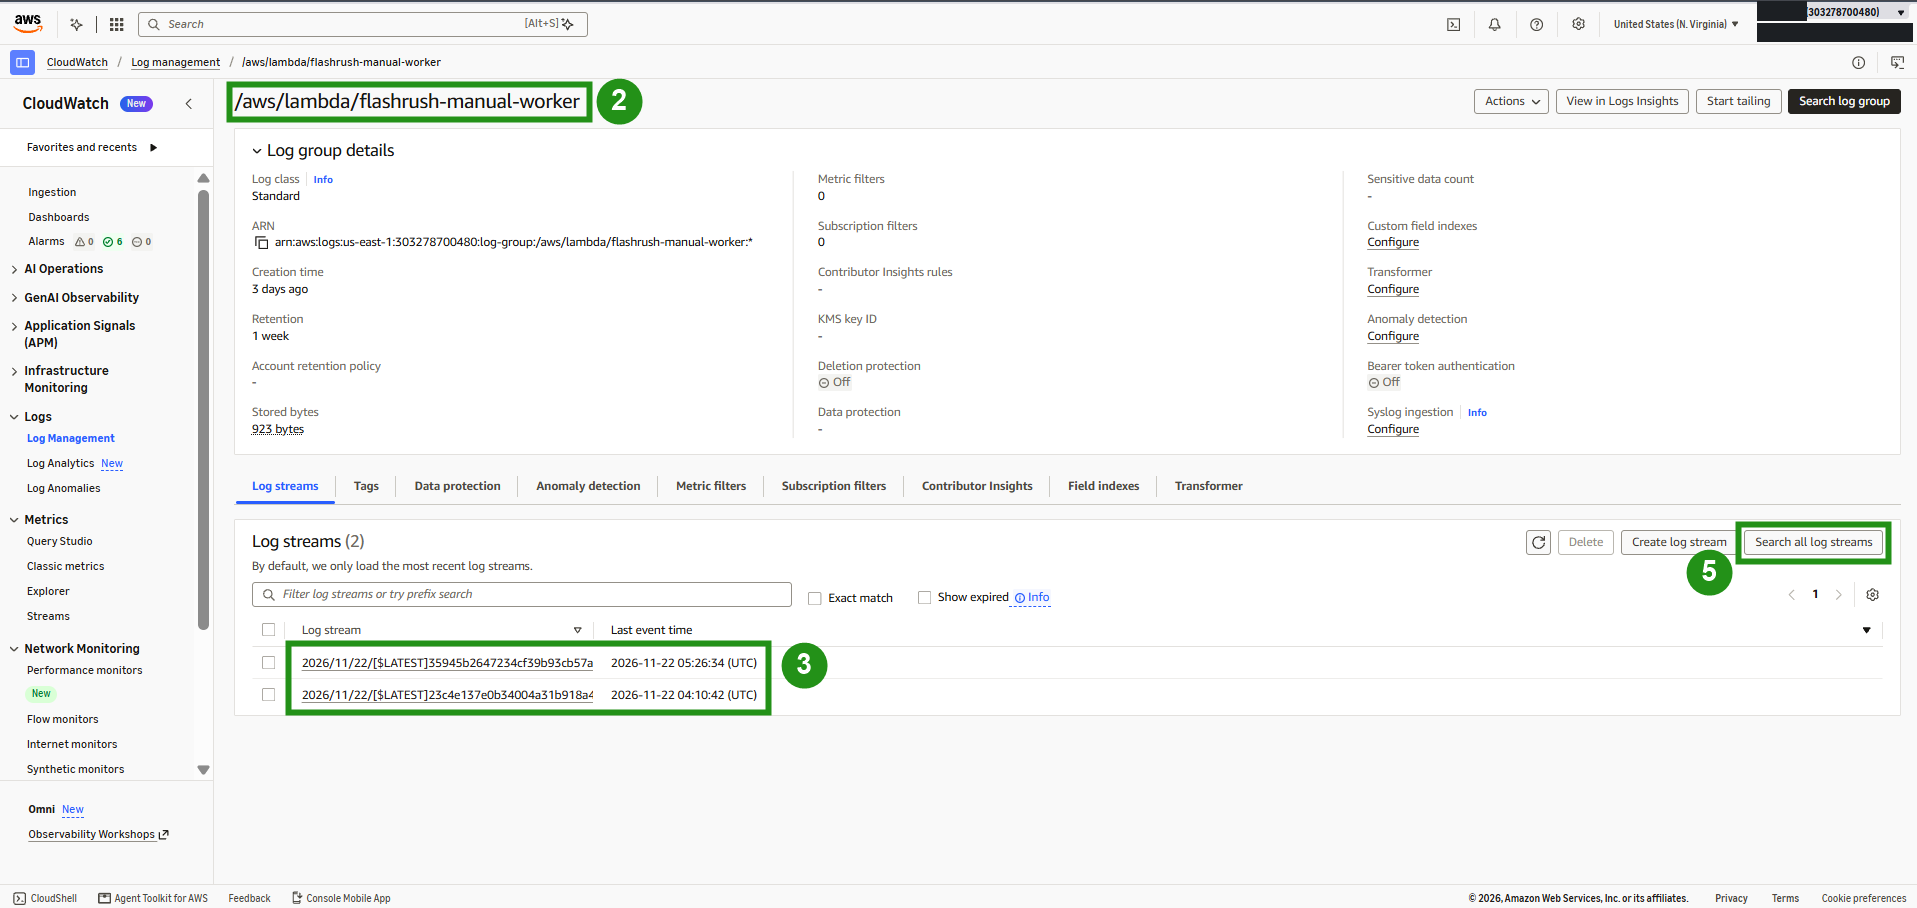 aws
Search
[Alt+S]
United States (N. Virginia)
(303278700480)
CloudWatch / Log management / /aws/lambda/flashrush-manual-worker
CloudWatch New
Favorites and recents
Ingestion
Dashboards
Alarms 0 6 0
AI Operations
GenAI Observability
Application Signals
(APM)
Infrastructure
Monitoring
Logs
Log Management
Log Analytics New
Log Anomalies
Metrics
Query Studio
Classic metrics
Explorer
Streams
Network Monitoring
Performance monitors
New
Flow monitors
Internet monitors
Synthetic monitors
Omni New
Observability Workshops
/aws/lambda/flashrush-manual-worker
2
Actions
View in Logs Insights
Start tailing
Search log group
Log group details
Log class Info
Standard
ARN
arn:aws:logs:us-east-1:303278700480:log-group:/aws/lambda/flashrush-manual-worker:*
Creation time
3 days ago
Retention
1 week
Account retention policy
-
Stored bytes
923 bytes
Metric filters
0
Subscription filters
0
Contributor Insights rules
-
KMS key ID
-
Deletion protection
Off
Data protection
-
Sensitive data count
-
Custom field indexes
Configure
Transformer
Configure
Anomaly detection
Configure
Bearer token authentication
Off
Syslog ingestion Info
Configure
Log streams
Tags
Data protection
Anomaly detection
Metric filters
Subscription filters
Contributor Insights
Field indexes
Transformer
Log streams (2)
Delete
Create log stream
Search all log streams
5
By default, we only load the most recent log streams.
Filter log streams or try prefix search
Exact match
Show expired Info
1
Log stream
Last event time
2026/11/22/[$LATEST]35945b2647234cf39b93cb57a 2026-11-22 05:26:34 (UTC)
3
2026/11/22/[$LATEST]23c4e137e0b34004a31b918a4 2026-11-22 04:10:42 (UTC)
CloudShell
Agent Toolkit for AWS
Feedback
Console Mobile App
© 2026, Amazon Web Services, Inc. or its affiliates.
Privacy
Terms
Cookie preferences